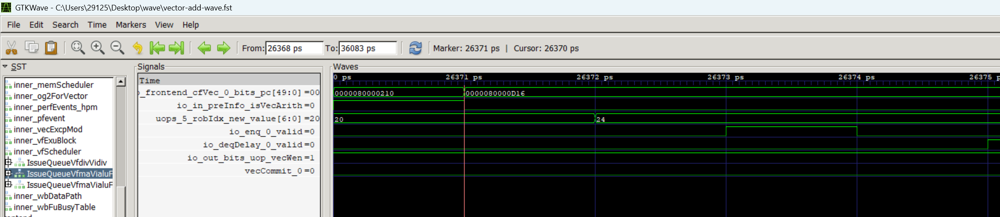 GTKWave - C:\Users\29125\Desktop\wave\vector-add-wave.fst
File Edit Search Time Markers View Help
From: 26368 ps To: 36083 ps Marker: 26371 ps | Cursor: 26370 ps
SST
inner_memScheduler
inner_og2ForVector
inner_perfEvents_hpm
inner_pfevent
inner_vecExcpMod
inner_vfExuBlock
inner_vfScheduler
IssueQueueVfdivVidiv
IssueQueueVfmaVialuF
IssueQueueVfmaVialuF
inner_wbDataPath
inner_wbFuBusyTable
Signals
Time
o_frontend_cfVec_0_bits_pc[49:0] =00
io_in_preInfo_isVecArith =0
uops_5_robIdx_new_value[6:0] =20
io_enq_0_valid =0
io_deqDelay_0_valid =0
io_out_bits_uop_vecWen =1
vecCommit_0 =0
Waves
0 ps 26371 ps 26372 ps 26373 ps 26374 ps 26375 p
0000080000210 0000080000D16
20 24